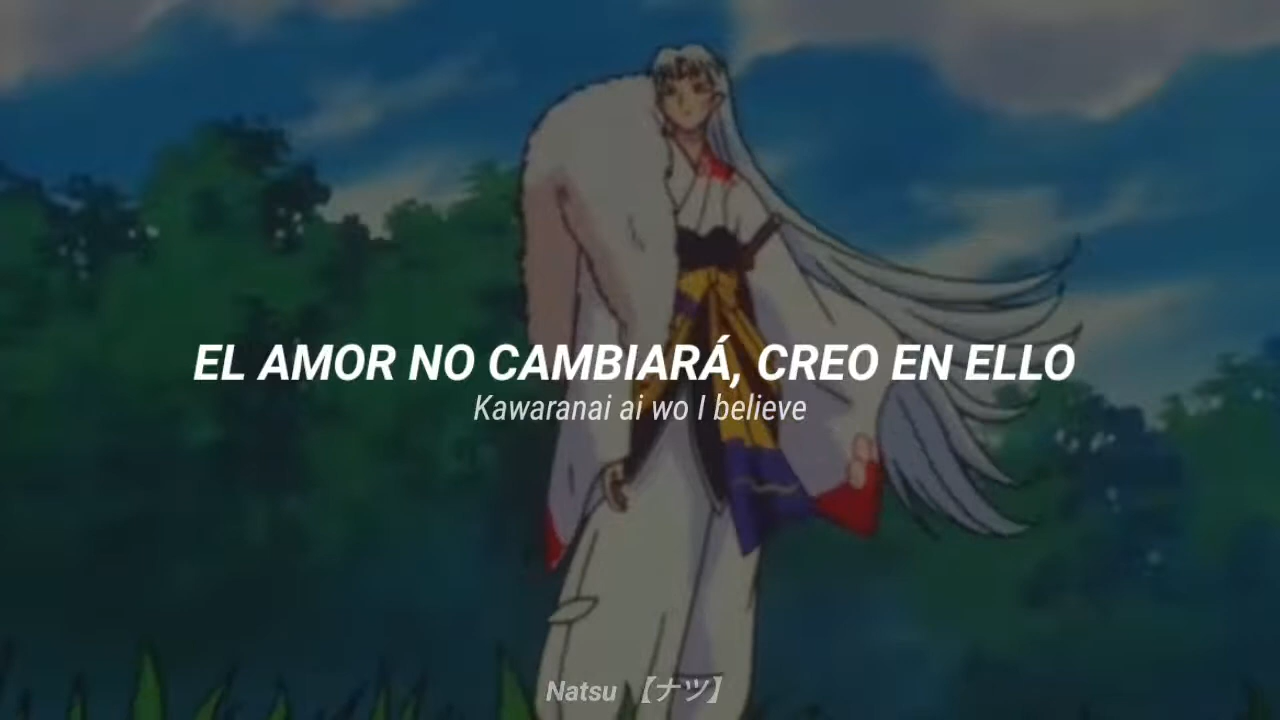 EL AMOR NO CAMBIARÁ, CREO EN ELLO
Kawaranai ai wo I believe
Natsu 【ナツ】